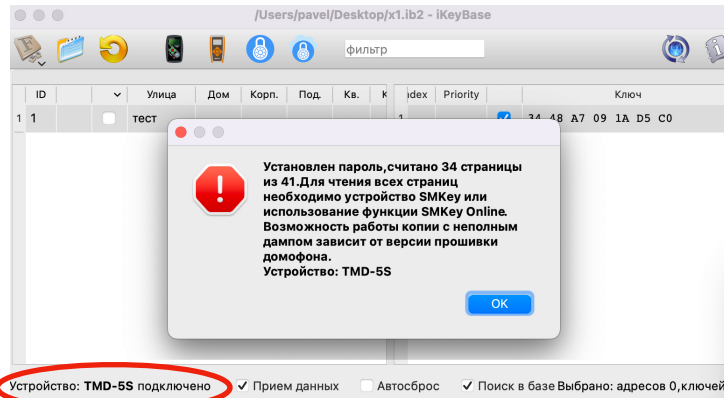 /Users/pavel/Desktop/x1.ib2 - iKeyBase
фильтр
ID Улица Дом Корп. Под. Кв. Priority Ключ
1 1 тест 1 34 48 A7 09 1A D5 C0
Установлен пароль,считано 34 страницы
из 41.Для чтения всех страниц
необходимо устройство SMKey или
использование функции SMKey Online.
Возможность работы копии с неполным
дампом зависит от версии прошивки
домофона.
Устройство: TMD-5S
OK
Устройство: TMD-5S подключено Прием данных Автосброс Поиск в базе Выбрано: адресов 0,ключей